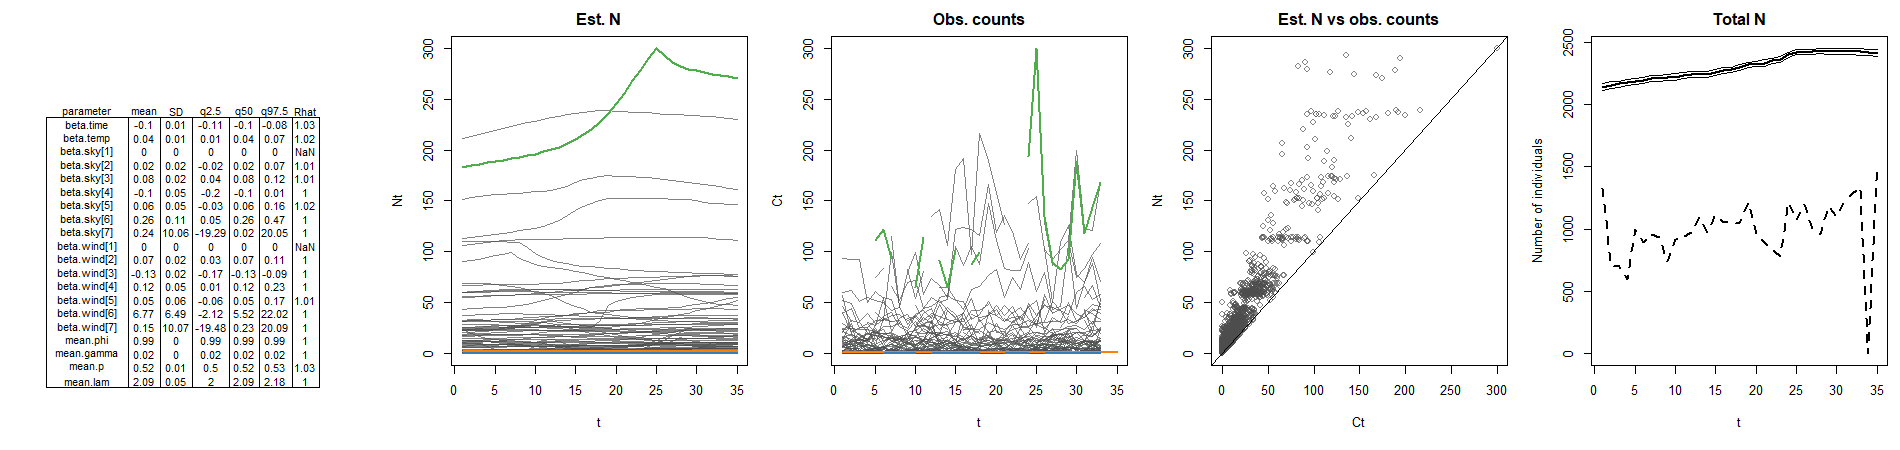 parameter mean SD q2.5 q50 q97.5 Rhat
beta.time -0.1 0.01 -0.11 -0.1 -0.08 1.03
beta.temp 0.04 0.01 0.01 0.04 0.07 1.02
beta.sky[1] 0 0 0 0 0 NaN
beta.sky[2] 0.02 0.02 -0.02 0.02 0.07 1.01
beta.sky[3] 0.08 0.02 0.04 0.08 0.12 1.01
beta.sky[4] -0.1 0.05 -0.2 -0.1 0.01 1
beta.sky[5] 0.06 0.05 -0.03 0.06 0.16 1.02
beta.sky[6] 0.26 0.11 0.05 0.26 0.47 1
beta.sky[7] 0.24 10.06 -19.29 0.02 20.05 1
beta.wind[1] 0 0 0 0 0 NaN
beta.wind[2] 0.07 0.02 0.03 0.07 0.11 1
beta.wind[3] -0.13 0.02 -0.17 -0.13 -0.09 1
beta.wind[4] 0.12 0.05 0.01 0.12 0.23 1
beta.wind[5] 0.05 0.06 -0.06 0.05 0.17 1.01
beta.wind[6] 6.77 6.49 -2.12 5.52 22.02 1
beta.wind[7] 0.15 10.07 -19.48 0.23 20.09 1
mean.phi 0.99 0 0.99 0.99 0.99 1
mean.gamma 0.02 0 0.02 0.02 0.02 1
mean.p 0.52 0.01 0.5 0.52 0.53 1.03
mean.lam 2.09 0.05 2 2.09 2.18 1
Est. N
Nt
300
250
200
150
100
50
0
0 5 10 15 20 25 30 35
t
Obs. counts
Ct
300
250
200
150
100
50
0
0 5 10 15 20 25 30 35
t
Est. N vs obs. counts
Nt
300
250
200
150
100
50
0
0 50 100 150 200 250 300
Ct
Total N
Number of individuals
2500
2000
1500
1000
500
0
0 5 10 15 20 25 30 35
t